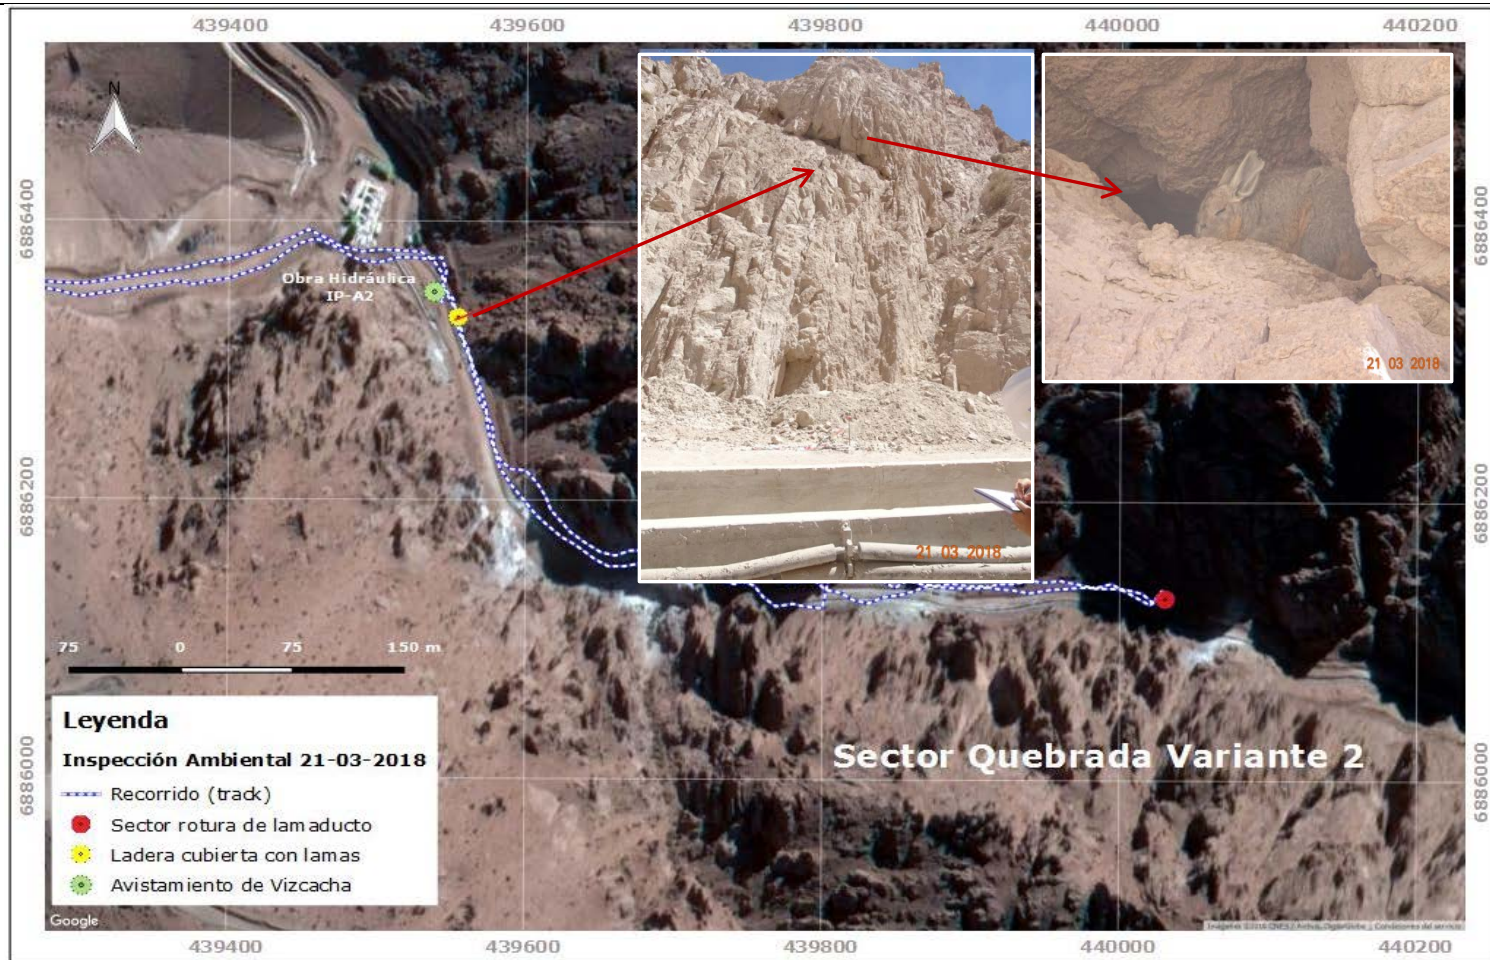 439400 439600 439800 440000 440200
N
21 03 2018
6886400
6886400
Obra Hidráulica
IP-A2
6886200
6886200
21 03 2018
75 0 75 150 m
Leyenda
Inspección Ambiental 21-03-2018
Recorrido (track)
Sector rotura de lamaducto
Ladera cubierta con lamas
Avistamiento de Vizcacha
Sector Quebrada Variante 2
6886000
6886000
Google
439400 439600 439800 440000 440200